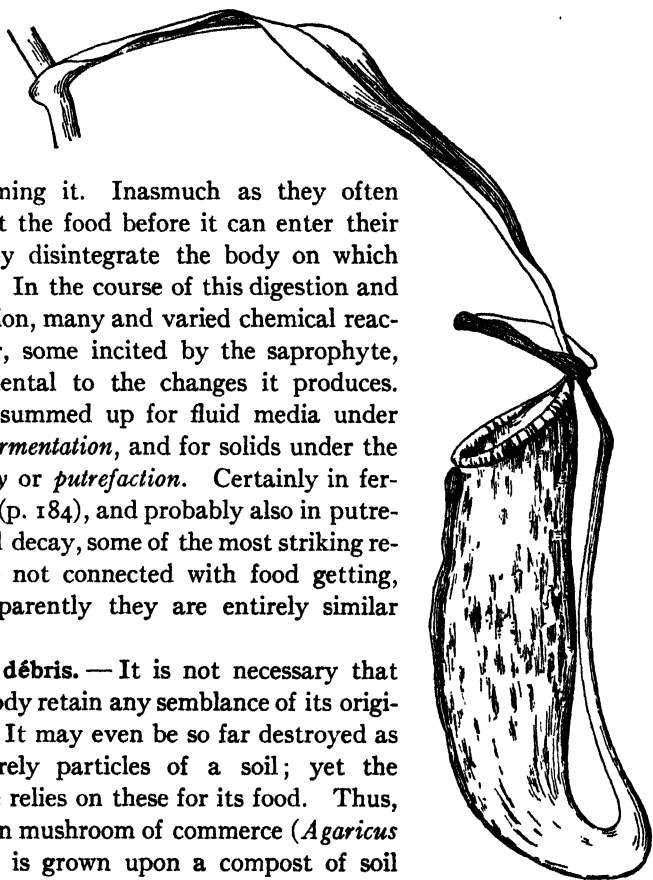 ning it. Inasmuch as they often
t the food before it can enter their
y disintegrate the body on which
In the course of this digestion and
ion, many and varied chemical reac-
, some incited by the saprophyte,
ental to the changes it produces.
summed up for fluid media under
rmentation, and for solids under the
y or putrefaction. Certainly in fer-
(p. 184), and probably also in putre-
l decay, some of the most striking re-
not connected with food getting,
parently they are entirely similar
débris. — It is not necessary that
ody retain any semblance of its origi-
It may even be so far destroyed as
rely particles of a soil; yet the
relies on these for its food. Thus,
n mushroom of commerce (Agaricus
is grown upon a compost of soil